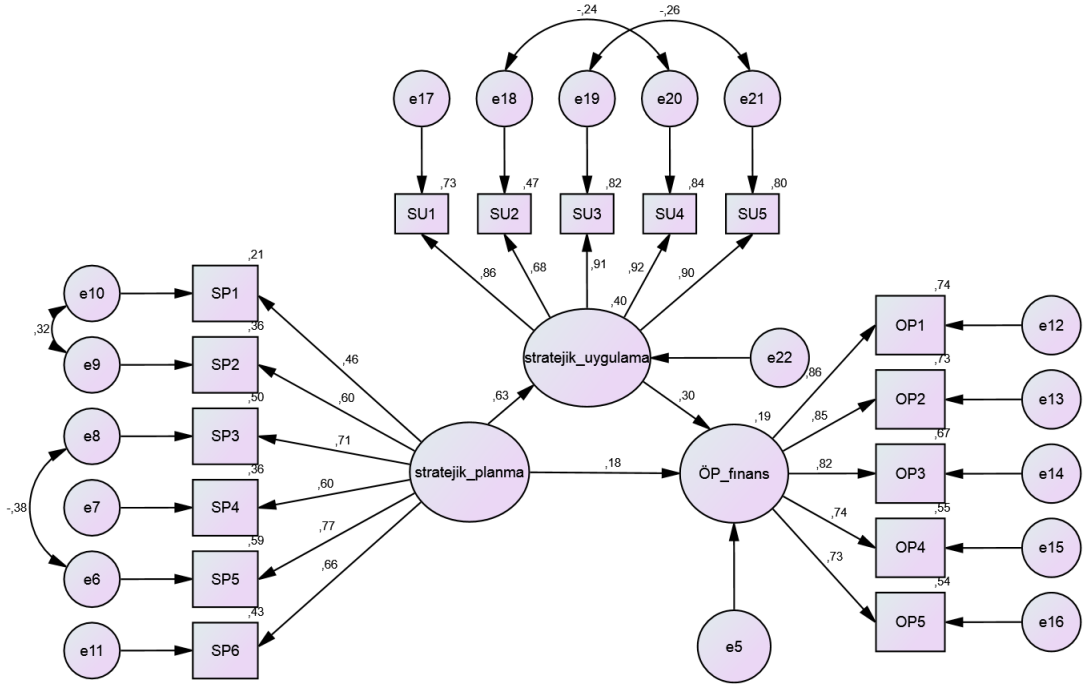 -,24 -,26
e17 e18 e19 e20 e21
,73 ,47 ,82 ,84 ,80
SU1 SU2 SU3 SU4 SU5
,86 ,68 ,91 ,92 ,90
,40
stratejik_uygulama
e22
,21
e10 SP1
,32
,36
e9 SP2
,50
e8 SP3
,36
e7 SP4
-,38
,59
e6 SP5
,43
e11 SP6
,46
,60
,71
,60
,77
,66
stratejik_planma
,63
,30
,18
,19
ÖP_fınans
e5
,86
,85
,82
,74
,73
,74
OP1 e12
,73
OP2 e13
,67
OP3 e14
,55
OP4 e15
,54
OP5 e16